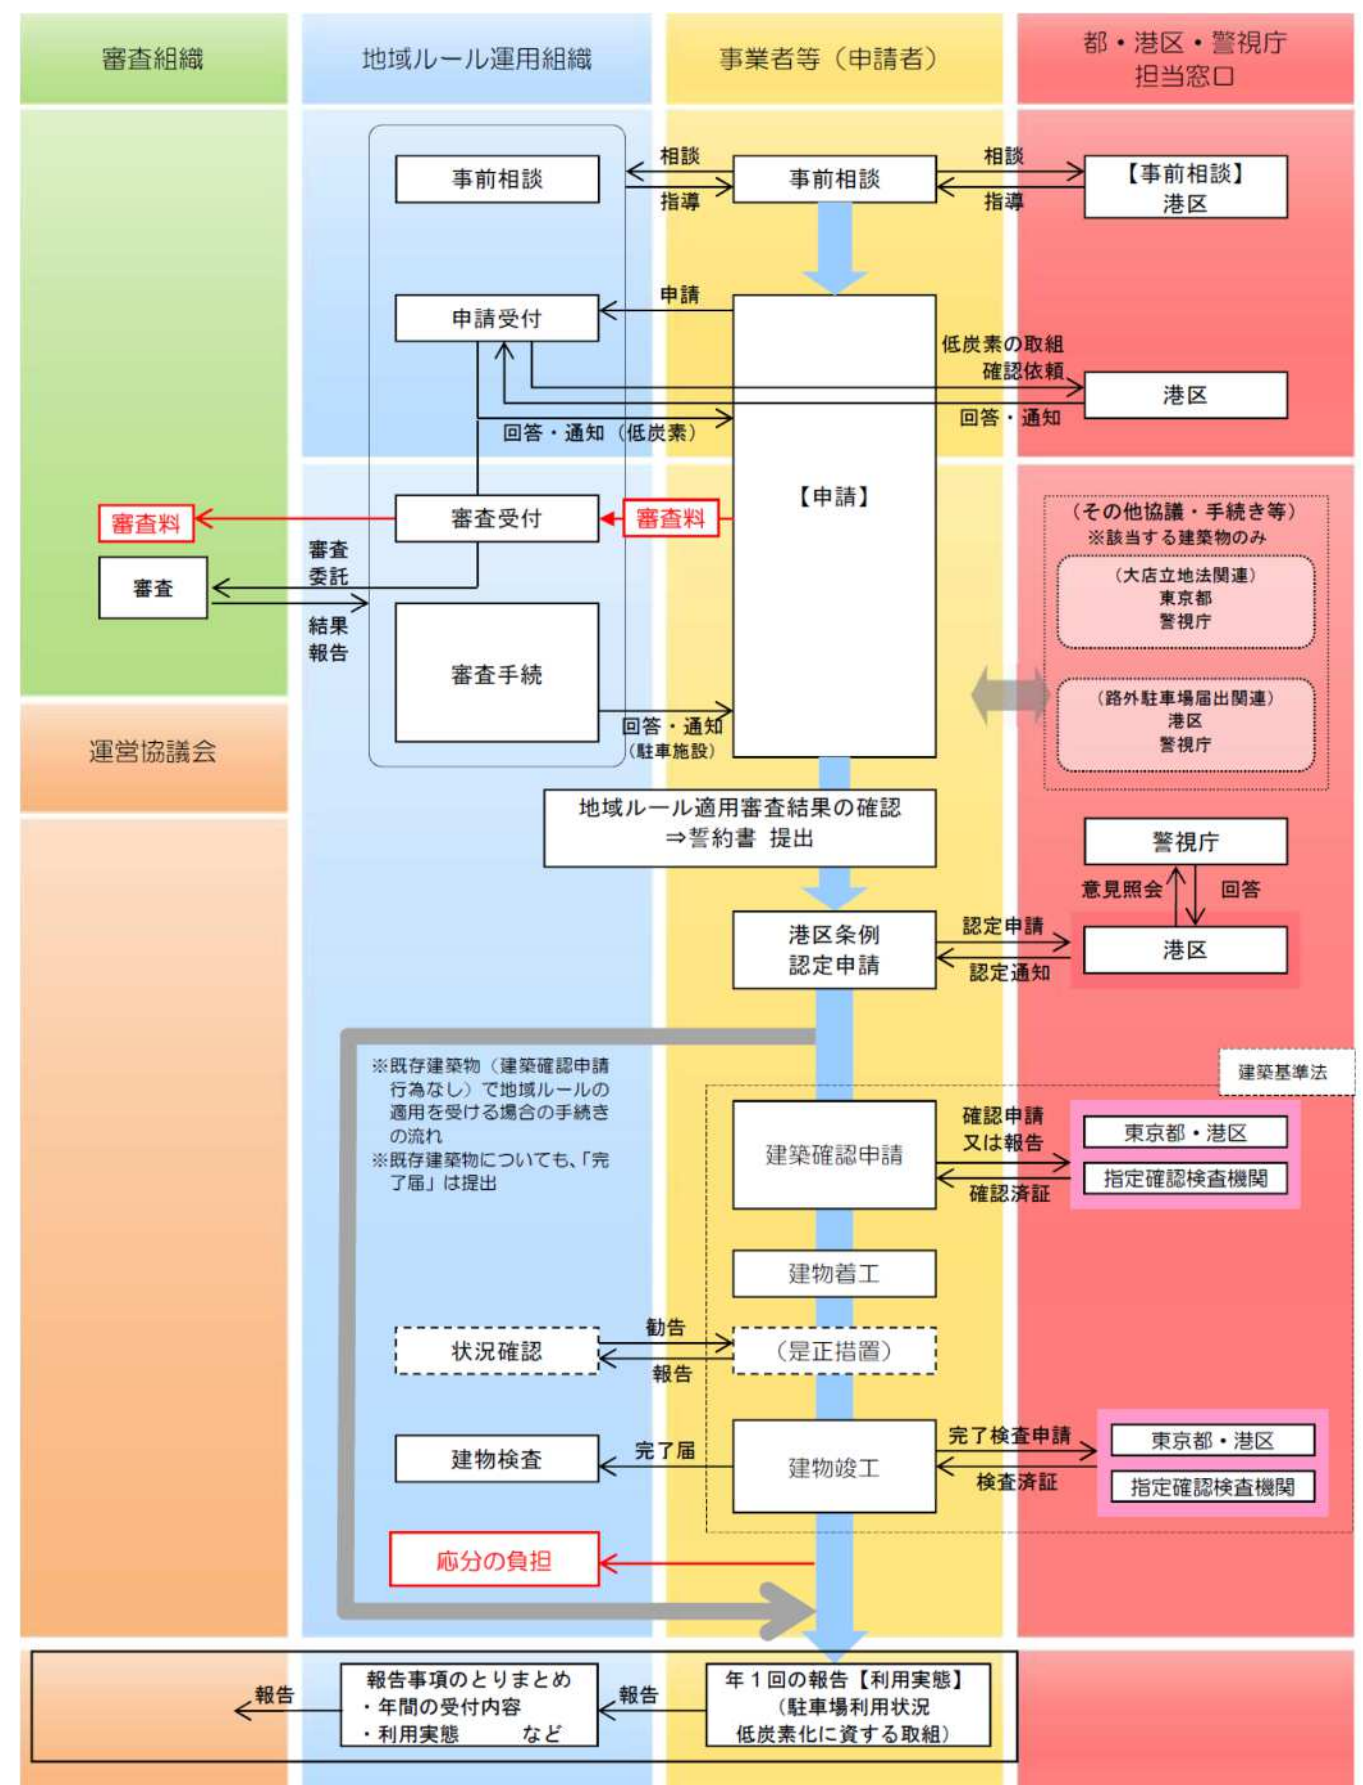 審査組織
地域ルール運用組織
事業者等（申請者）
都・港区・警視庁
担当窓口
事前相談
相談
指導
事前相談
相談
指導
【事前相談】
港区
申請受付
申請
低炭素の取組
確認依頼
港区
回答・通知
回答・通知（低炭素）
【申請】
審査料
審査受付
審査料
審査
委託
審査
結果
報告
審査手続
回答・通知
（駐車施設）
（その他協議・手続き等）
※該当する建築物のみ
（大店立地法関連）
東京都
警視庁
（路外駐車場届出関連）
港区
警視庁
運営協議会
地域ルール適用審査結果の確認
⇒誓約書 提出
警視庁
意見照会
回答
港区条例
認定申請
認定申請
認定通知
港区
※既存建築物（建築確認申請
行為なし）で地域ルールの
適用を受ける場合の手続き
の流れ
※既存建築物についても、「完
了届」は提出
建築基準法
建築確認申請
確認申請
又は報告
確認済証
東京都・港区
指定確認検査機関
建物着工
状況確認
勧告
報告
（是正措置）
建物検査
完了届
建物竣工
完了検査申請
検査済証
東京都・港区
指定確認検査機関
応分の負担
報告
報告事項のとりまとめ
・年間の受付内容
・利用実態 など
報告
年１回の報告【利用実態】
（駐車場利用状況
低炭素化に資する取組）